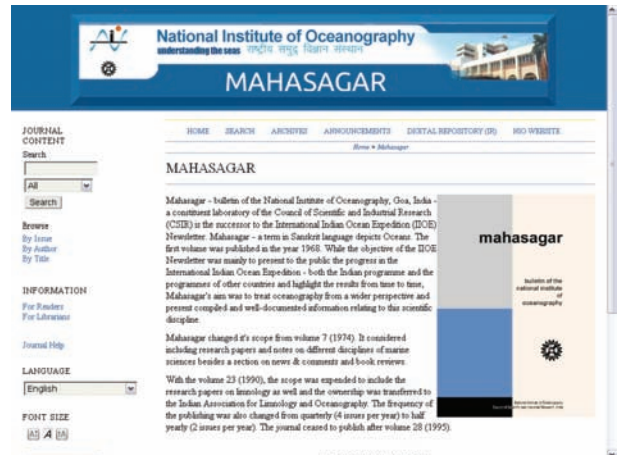 National Institute of Oceanography
understanding the seas राष्ट्रीय समुद्र विज्ञान संस्थान
MAHASAGAR
JOURNAL
CONTENT
Search
All
Search
Browse
By Issue
By Author
By Title
INFORMATION
For Readers
For Librarians
Journal Help
LANGUAGE
English
FONT SIZE
HOME SEARCH ARCHIVES ANNOUNCEMENTS DIGITAL REPOSITORY (IR) NIO WEBSITE
Home > Mahasagar
MAHASAGAR
Mahasagar - bulletin of the National Institute of Oceanography, Goa, India -
a constituent laboratory of the Council of Scientific and Industrial Research
(CSIR) is the successor to the International Indian Ocean Expedition (IIOE)
Newsletter. Mahasagar - a term in Sanskrit language depicts Oceans. The
first volume was published in the year 1968. While the objective of the IIOE
Newsletter was mainly to present to the public the progress in the
International Indian Ocean Expedition - both the Indian programme and the
programmes of other countries and highlight the results from time to time,
Mahasagar's aim was to treat oceanography from a wider perspective and
present compiled and well-documented information relating to this scientific
discipline.
Mahasagar changed it's scope from volume 7 (1974). It considered
including research papers and notes on different disciplines of marine
sciences besides a section on news & comments and book reviews.
With the volume 23 (1990), the scope was expended to include the
research papers on limnology as well and the ownership was transferred to
the Indian Association for Limnology and Oceanography. The frequency of
the publishing was also changed from quarterly (4 issues per year) to half
yearly (2 issues per year). The journal ceased to publish after volume 28 (1995).
mahasagar
bulletin of the
national institute
of
oceanography